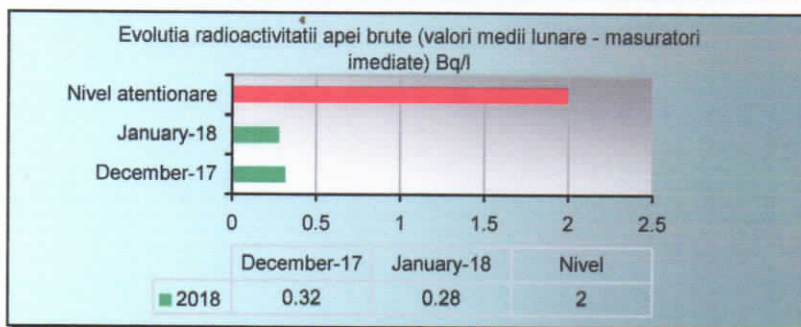 Evolutia radioactivitatii apei brute (valori medii lunare - masuratori
imediate) Bq/l
Nivel atentionare
January-18
December-17
0 0.5 1 1.5 2 2.5
December-17 January-18 Nivel
2018 0.32 0.28 2